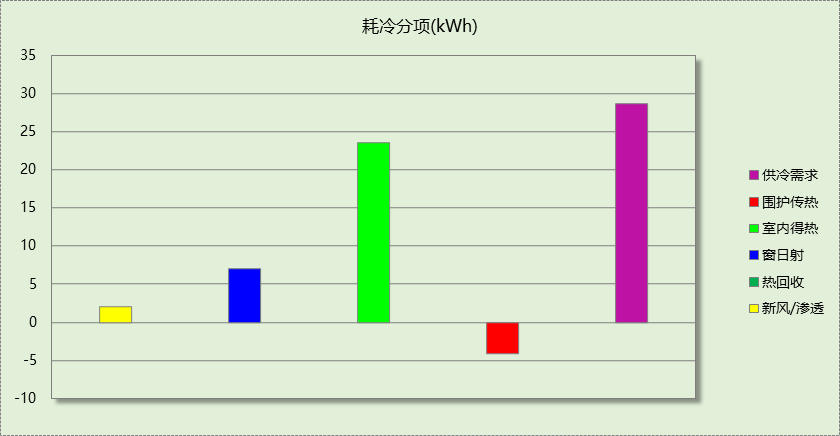 耗冷分项(kWh)
35
30
25
20
15
10
5
0
-5
-10
供冷需求
围护传热
室内得热
窗日射
热回收
新风/渗透